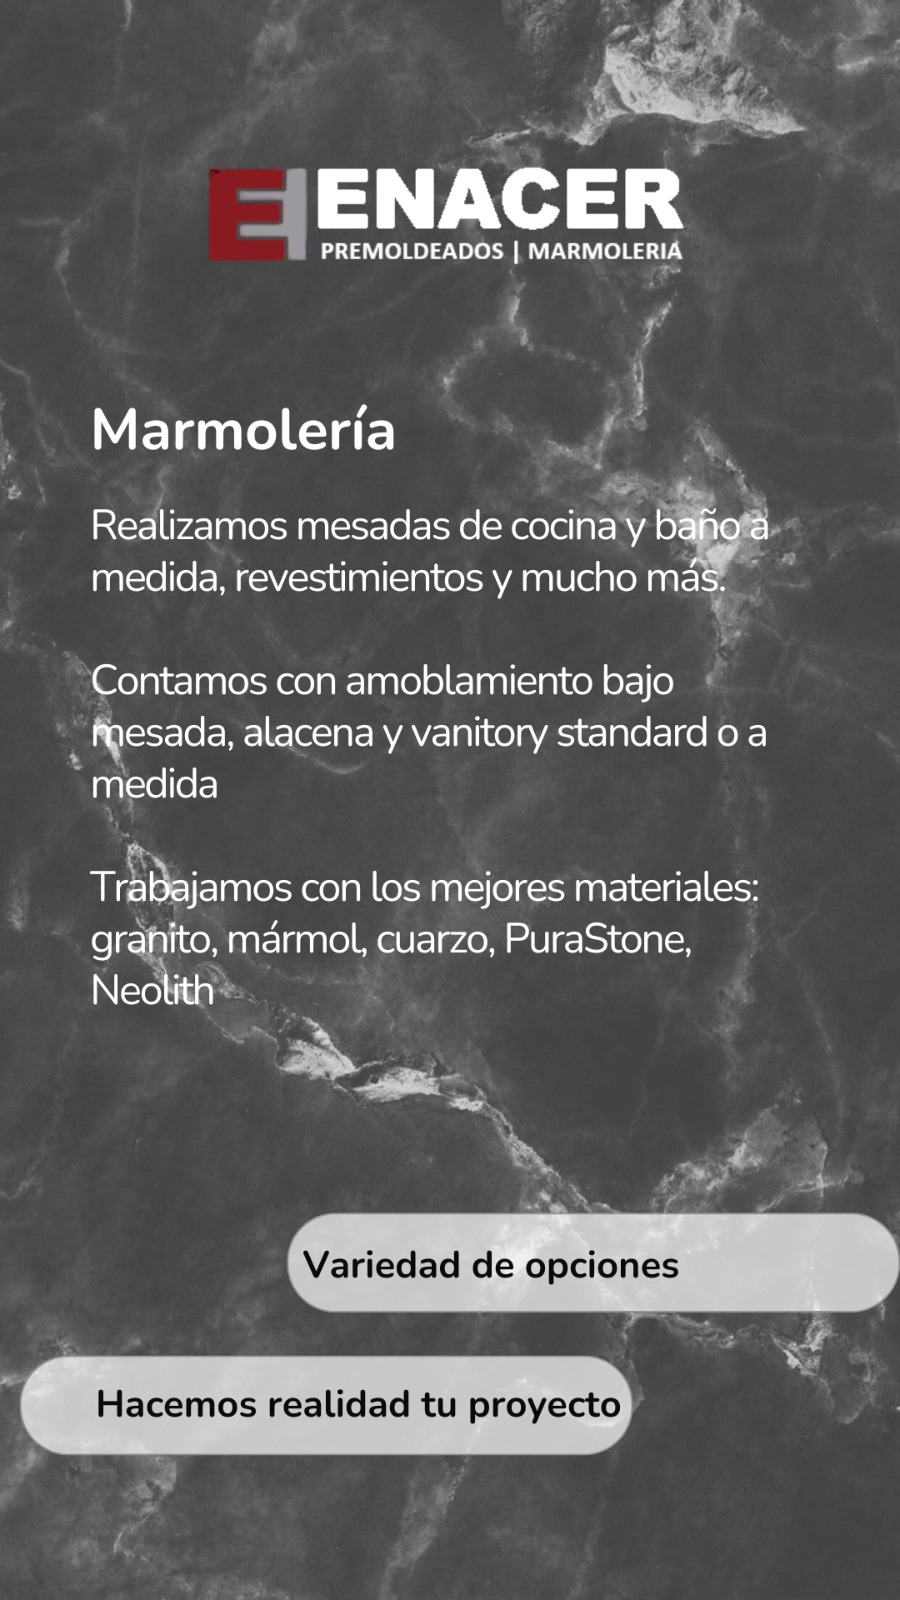 ENACER
PREMOLDEADOS | MARMOLERIA
Marmolería
Realizamos mesadas de cocina y baño a
medida, revestimientos y mucho más.
Contamos con amoblamiento bajo
mesada, alacena y vanitory standard o a
medida
Trabajamos con los mejores materiales:
granito, mármol, cuarzo, PuraStone,
Neolith
Variedad de opciones
Hacemos realidad tu proyecto